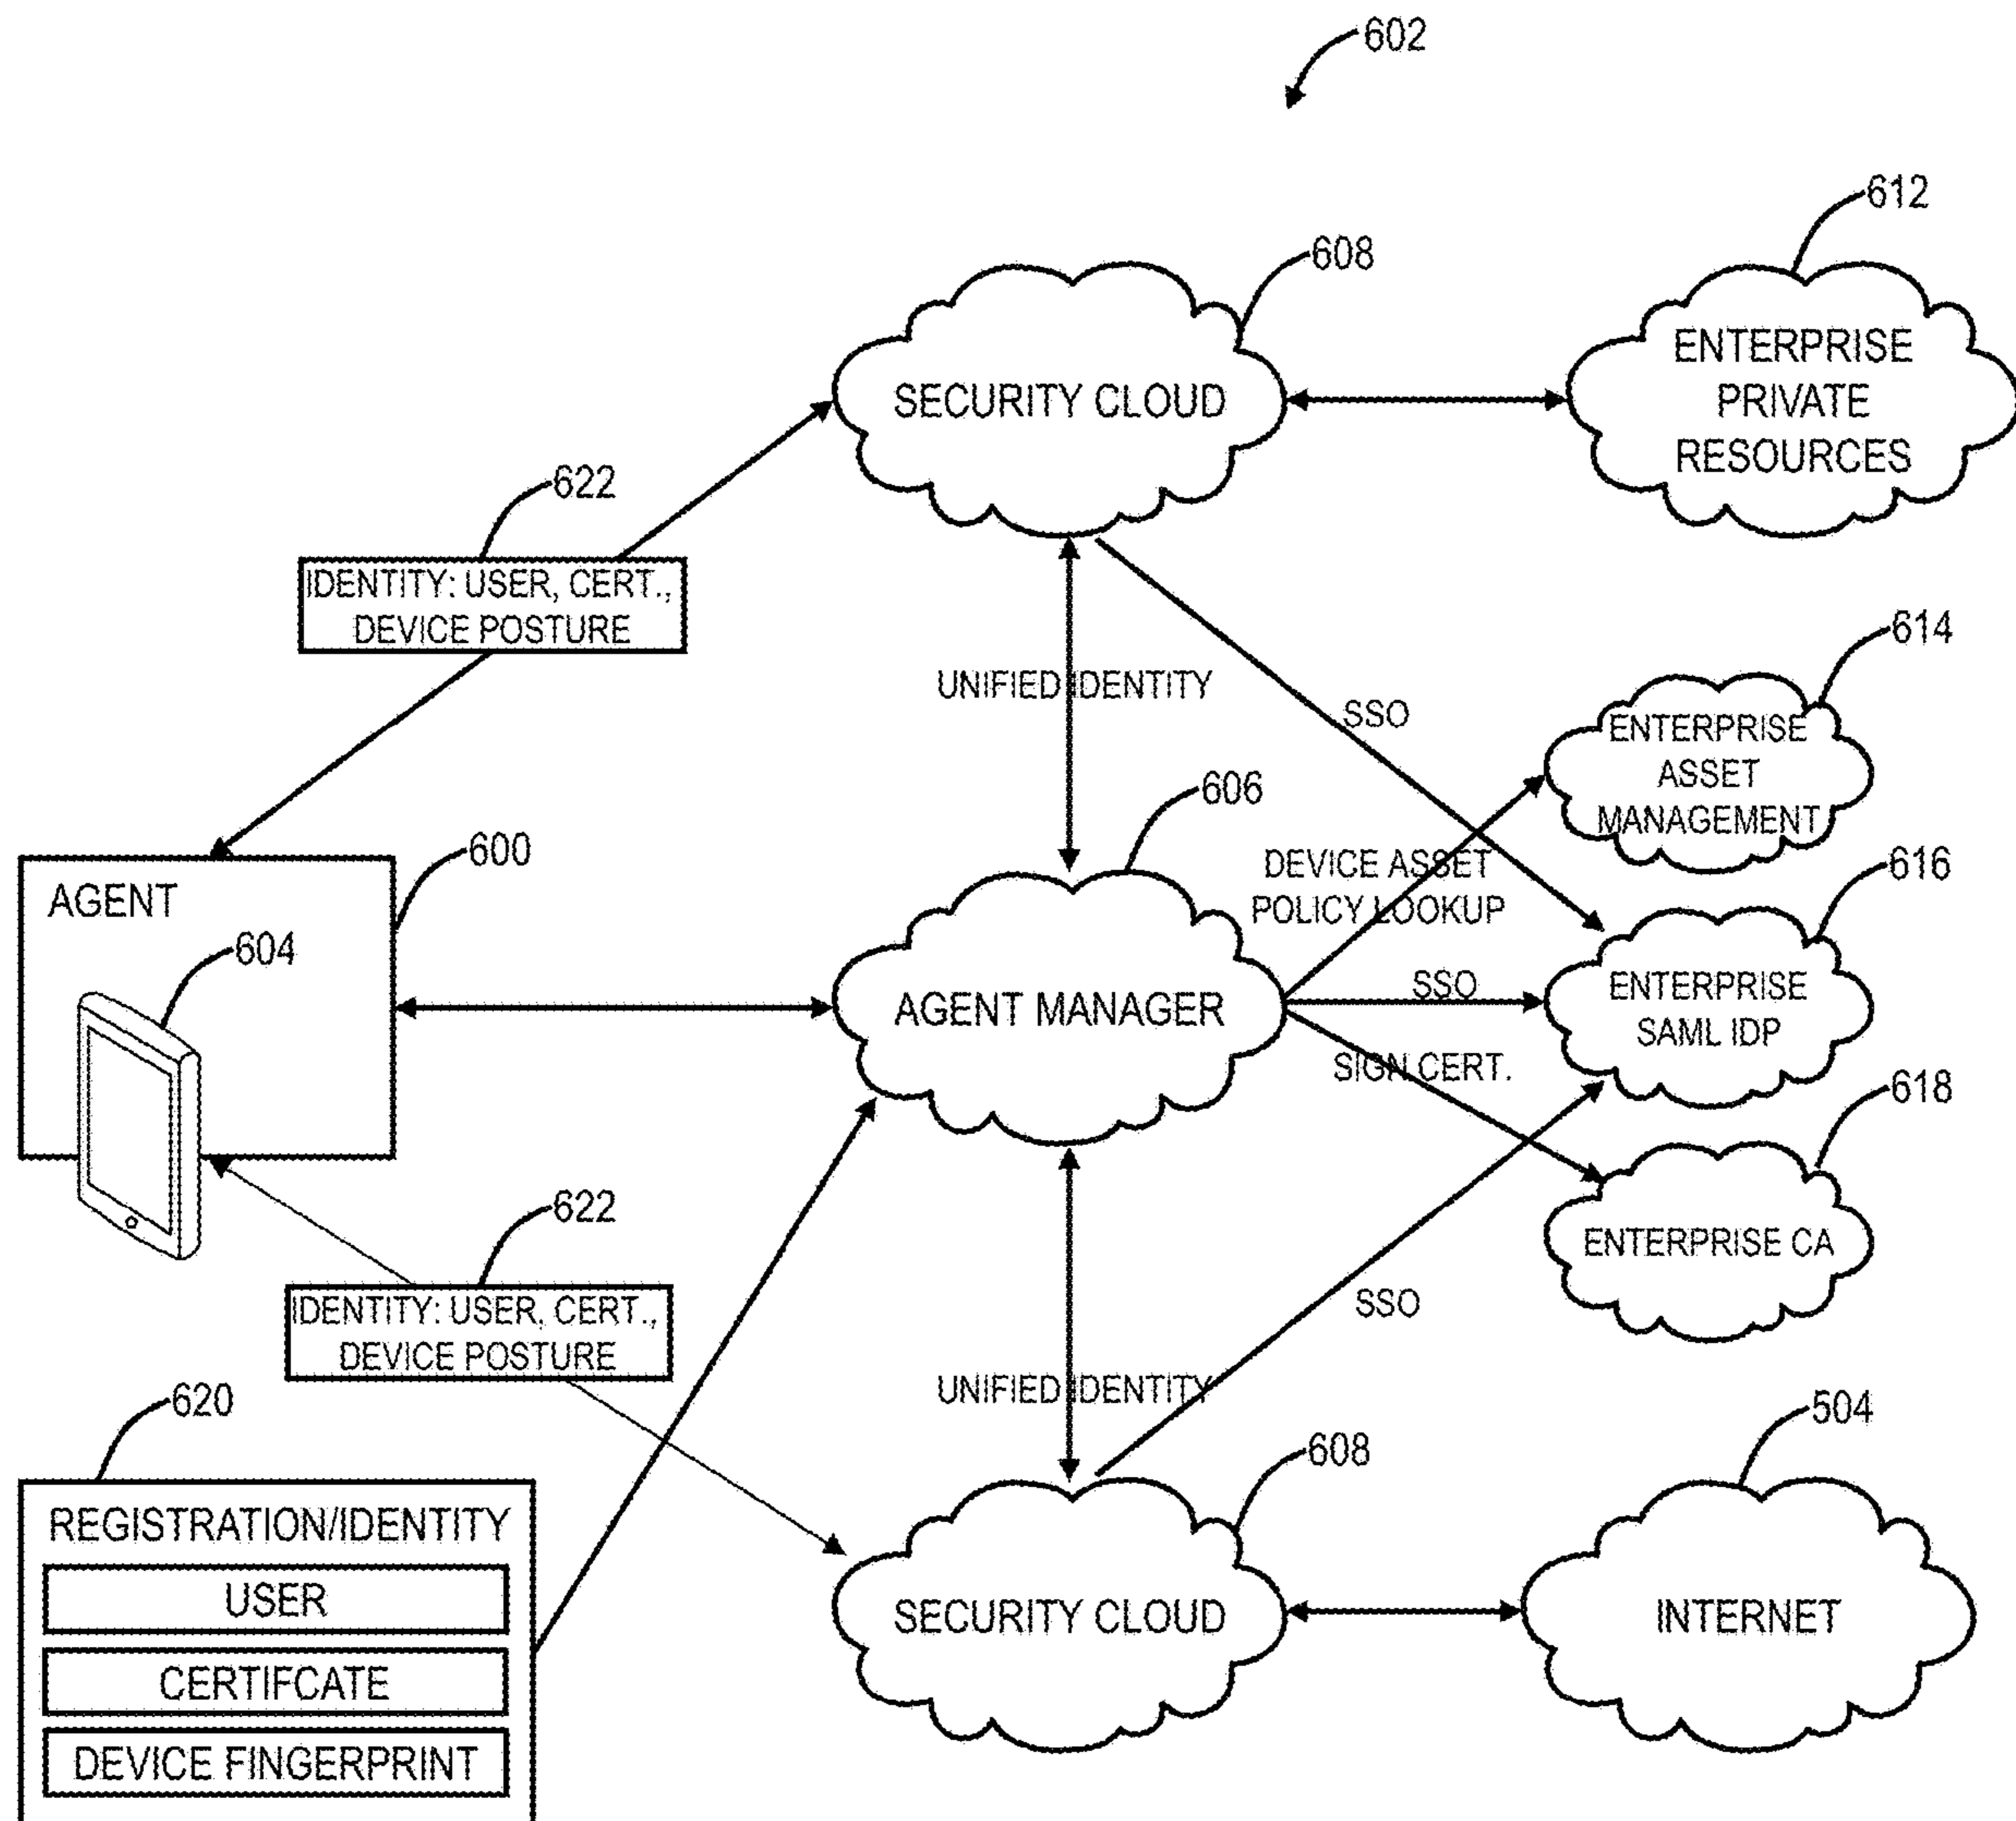 602
612
608
SECURITY CLOUD
ENTERPRISE
PRIVATE
RESOURCES
622
IDENTITY: USER, CERT.,
DEVICE POSTURE
614
UNIFIED IDENTITY
SSO
ENTERPRISE
ASSET
MANAGEMENT
606
600
AGENT
604
DEVICE ASSET
POLICY LOOKUP
616
AGENT MANAGER
SSO
ENTERPRISE
SAML IDP
SIGN CERT.
618
622
IDENTITY: USER, CERT.,
DEVICE POSTURE
ENTERPRISE CA
SSO
UNIFIED IDENTITY
620
504
608
REGISTRATION/IDENTITY
USER
CERTIFCATE
DEVICE FINGERPRINT
SECURITY CLOUD
INTERNET